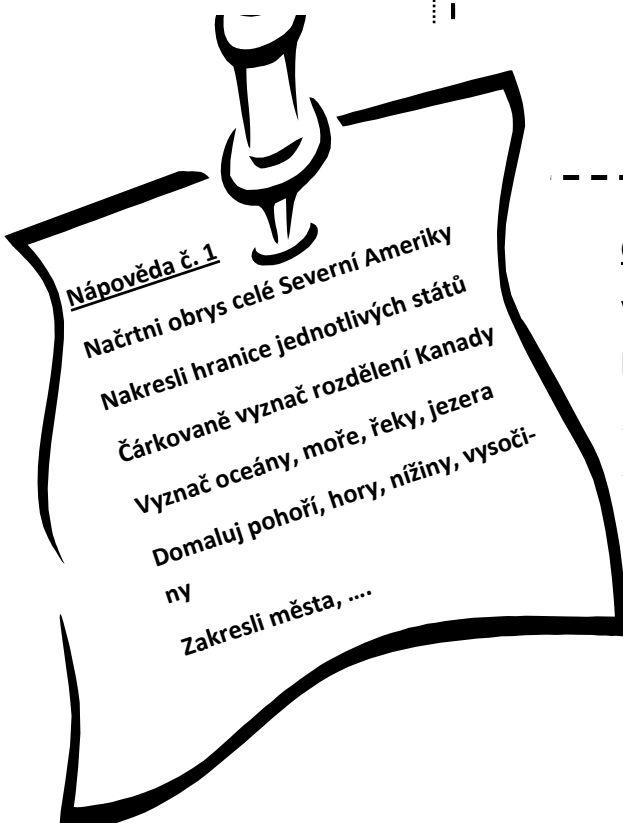 Nápověda č. 1
Načrtni obrys celé Severní Ameriky
Nakresli hranice jednotlivých států
Čárkovaně vyznač rozdělení Kanady
Vyznač oceány, moře, řeky, jezera
Domaluj pohoří, hory, nížiny, vysoči-
ny
Zakresli města, ....